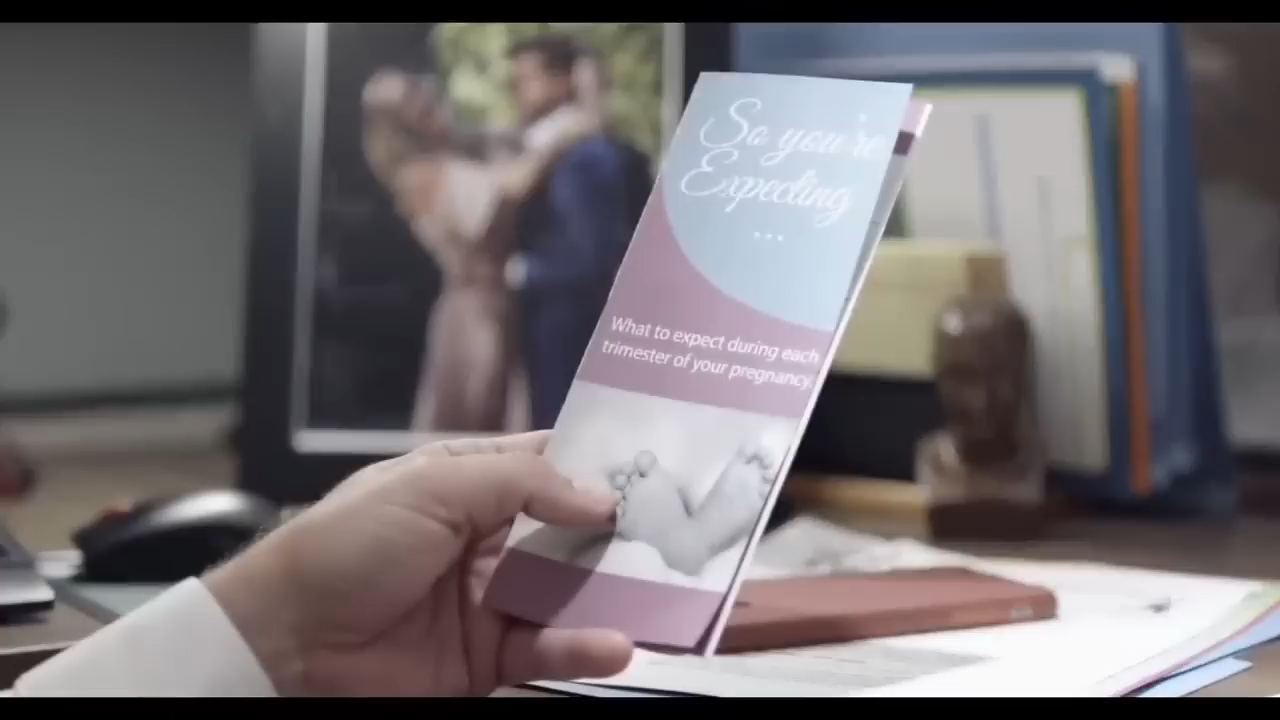 So you're
Expecting
...
What to expect during each
trimester of your pregnancy.